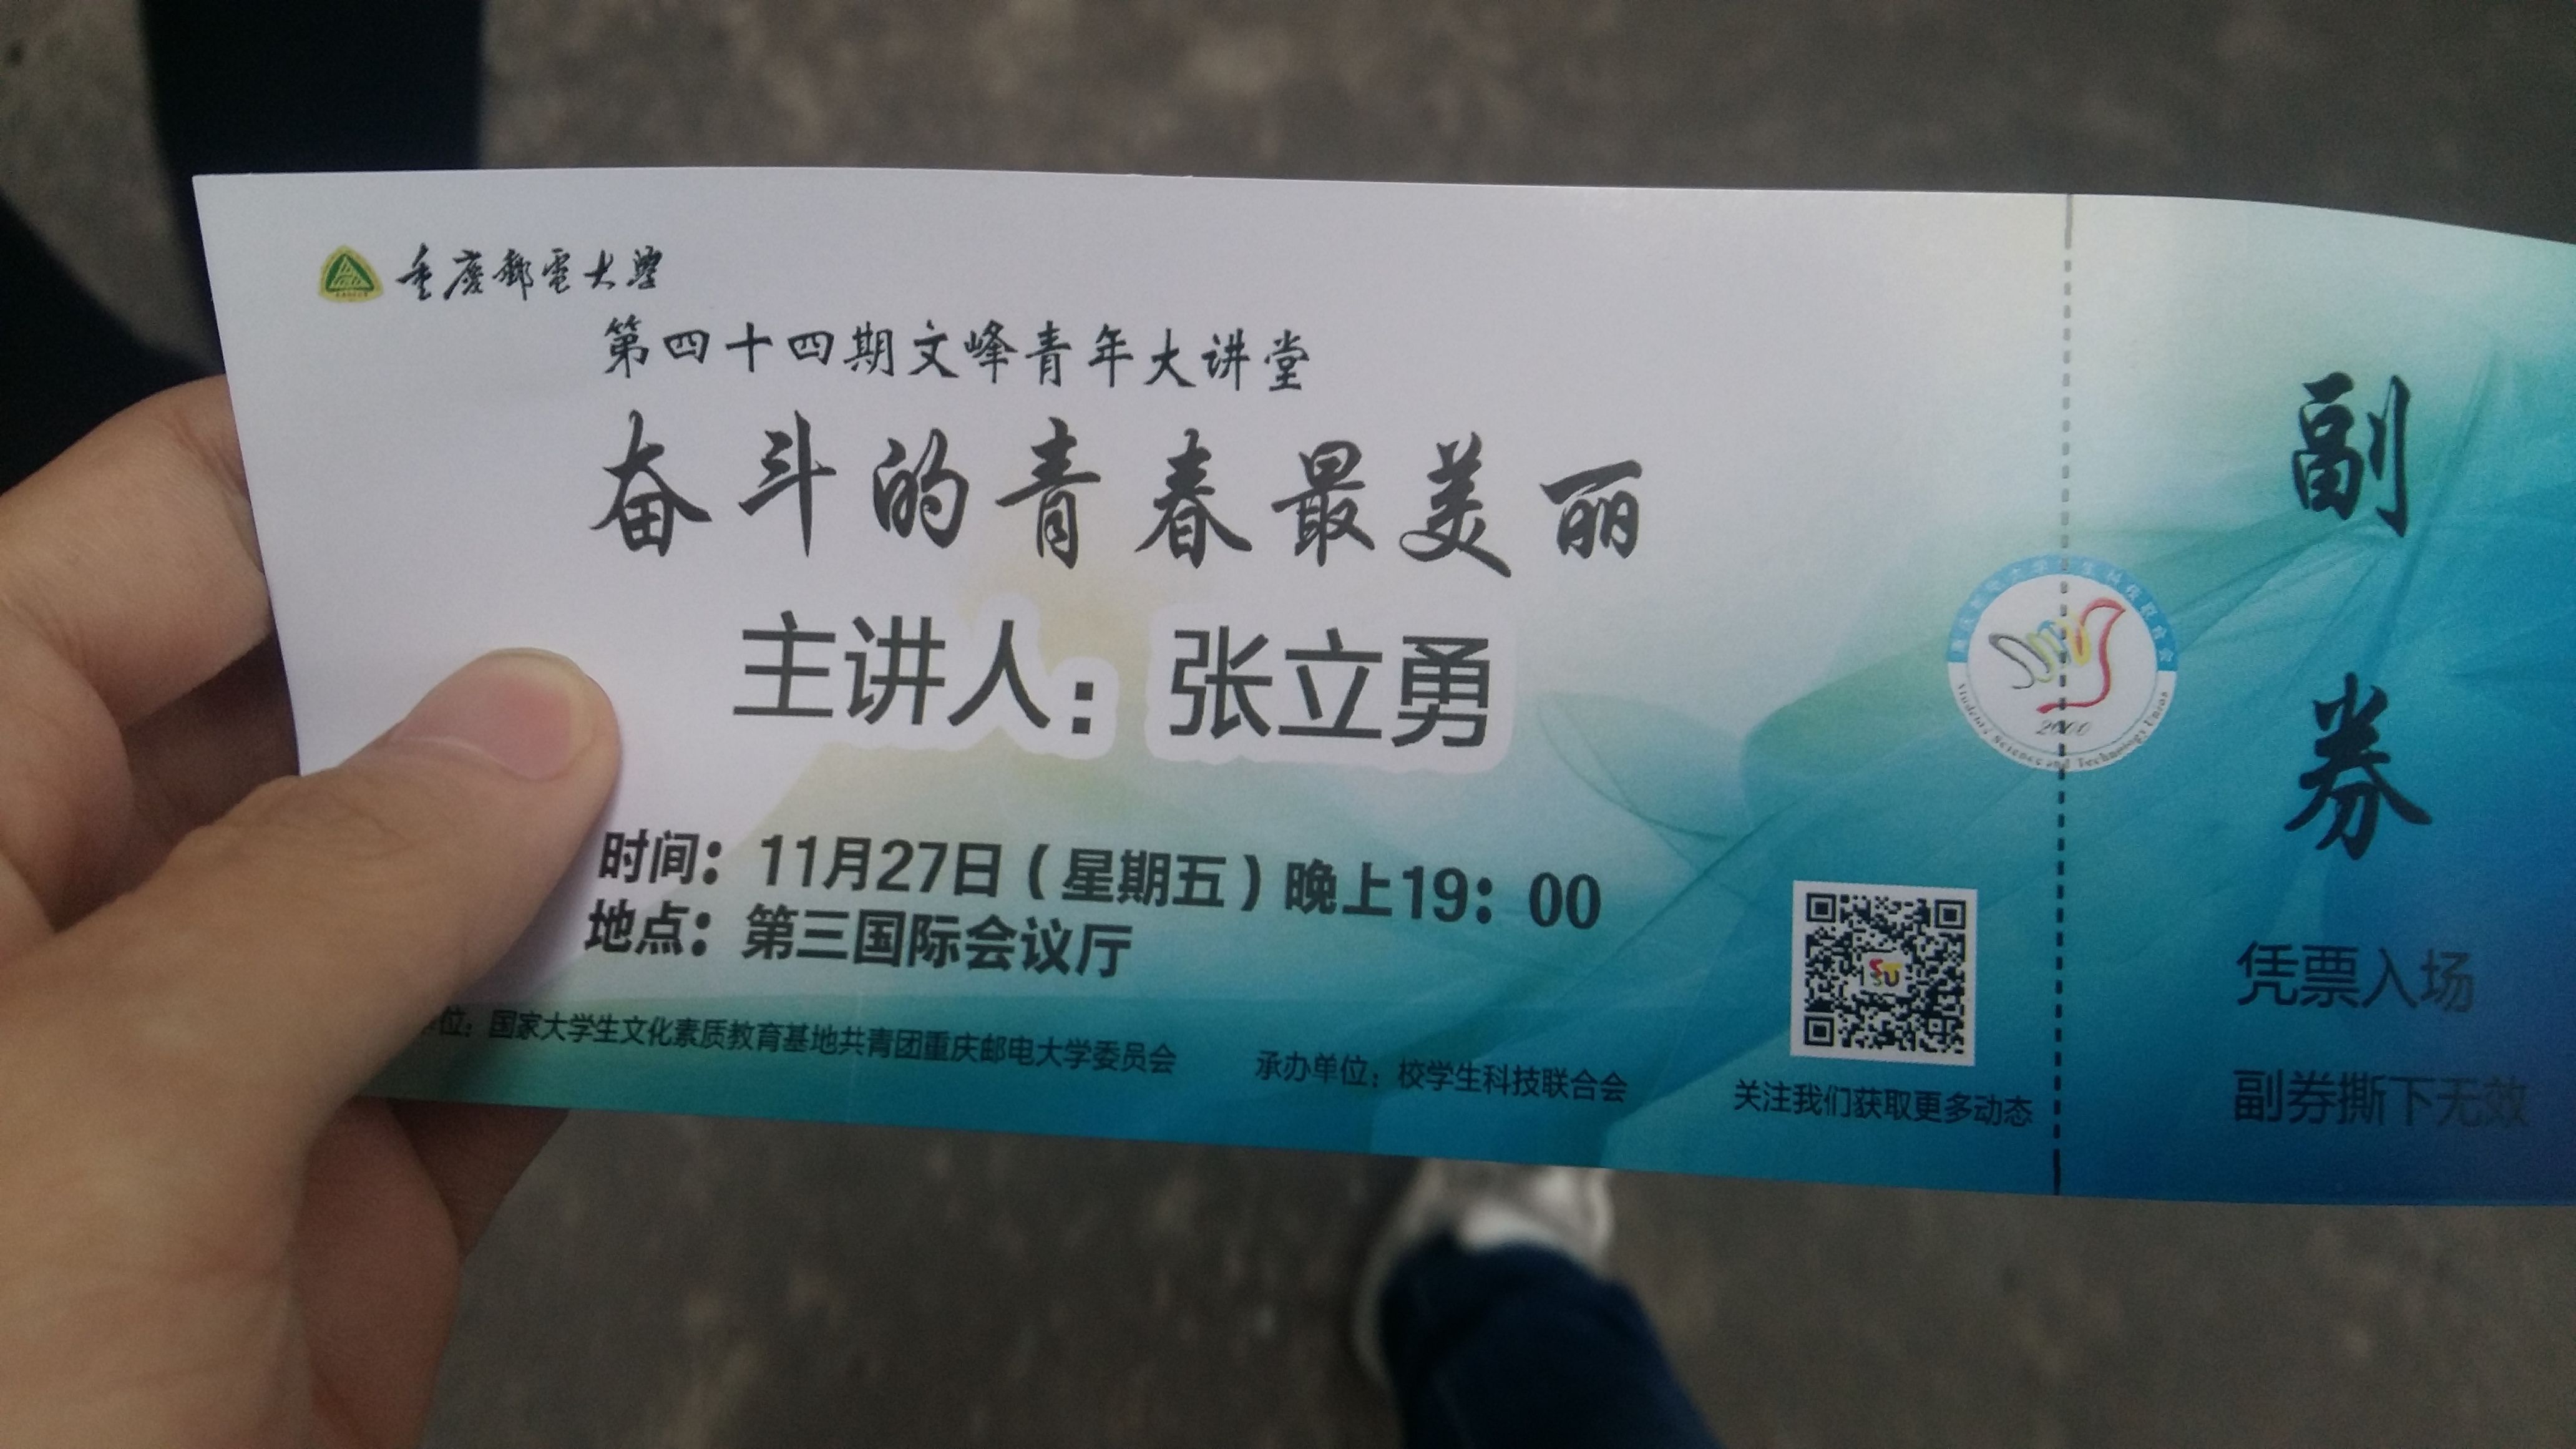 重慶郵電大學
第四十四期文峰青年大讲堂
奋斗的青春最美丽
主讲人：张立勇
时间：11月27日（星期五）晚上19：00
地点：第三国际会议厅
位：国家大学生文化素质教育基地共青团重庆邮电大学委员会
承办单位：校学生科技联合会
关注我们获取更多动态
Students' Science and Technology Union
2000
SU
副券
凭票入场
副券撕下无效